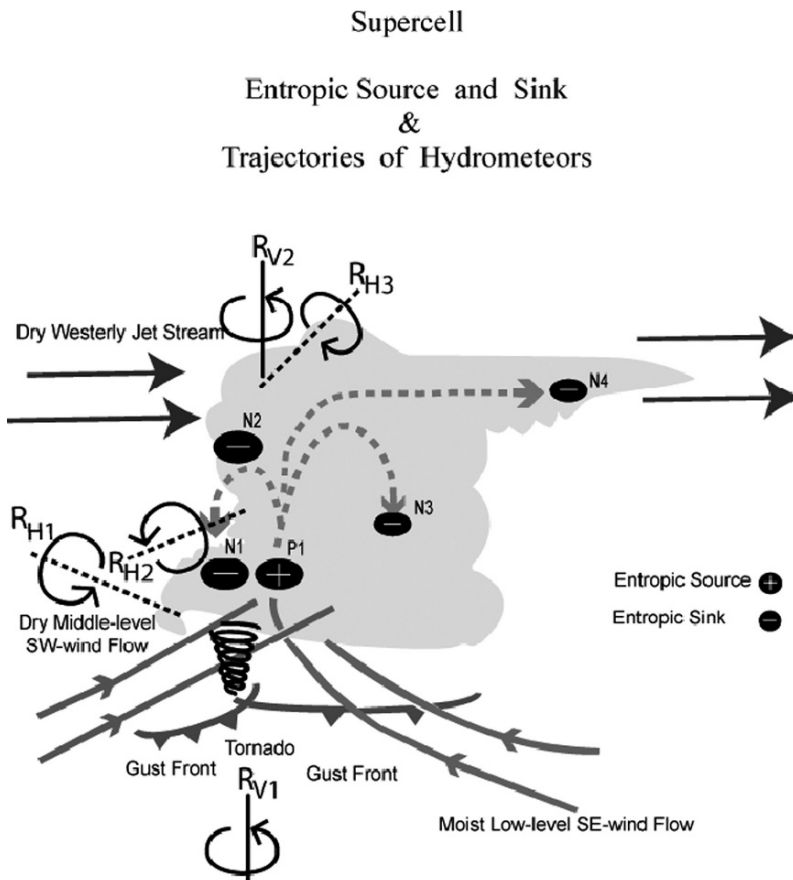 Supercell
Entropic Source and Sink
&
Trajectories of Hydrometeors
RV2
RH3
Dry Westerly Jet Stream
N4
N2
RH1
RH2
N3
N1
P1
Entropic Source +
Entropic Sink −
Dry Middle-level
SW-wind Flow
Tornado
Gust Front
Gust Front
RV1
Moist Low-level SE-wind Flow